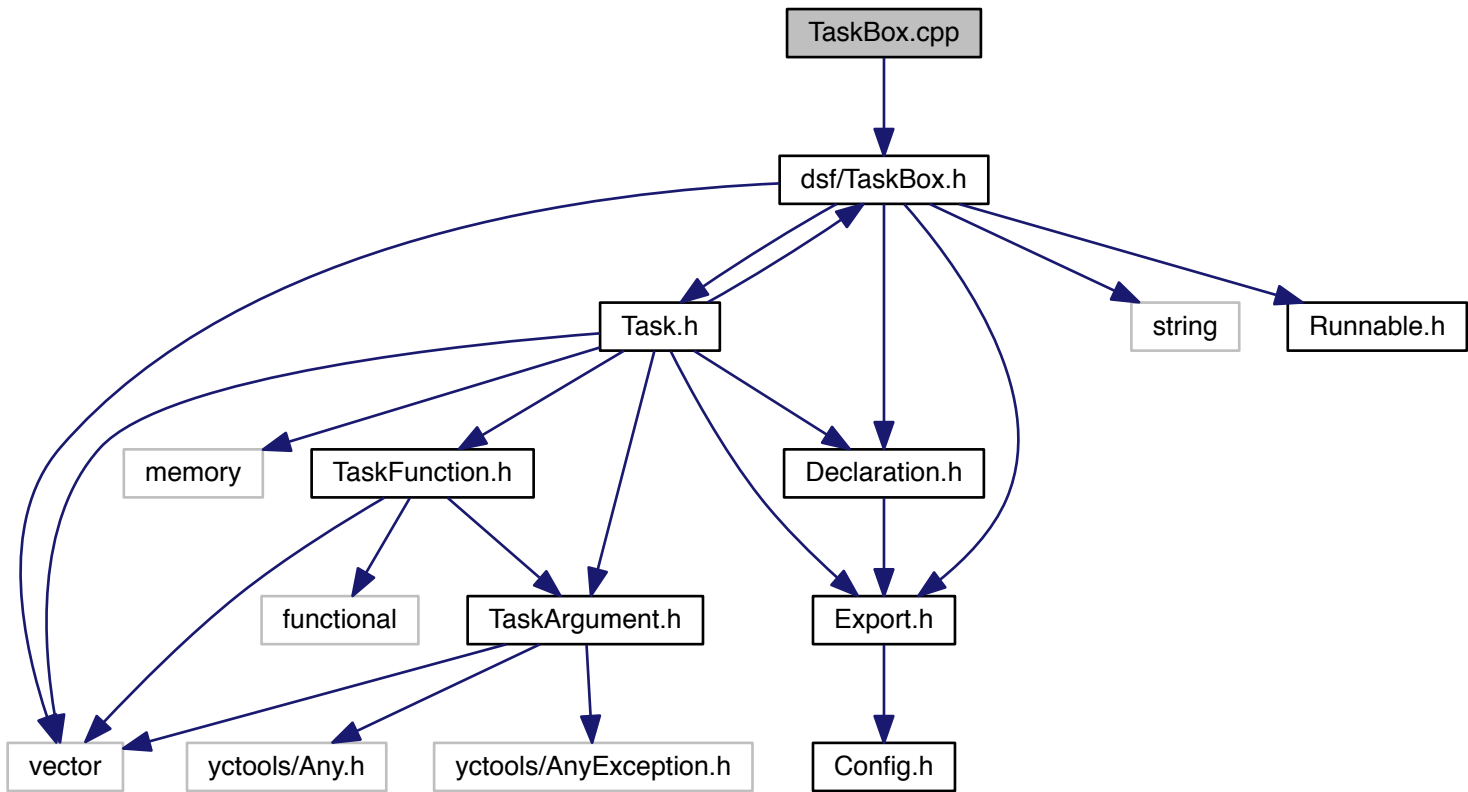 TaskBox.cpp
dsf/TaskBox.h
Task.h
string
Runnable.h
memory
TaskFunction.h
Declaration.h
functional
TaskArgument.h
Export.h
vector
yctools/Any.h
yctools/AnyException.h
Config.h